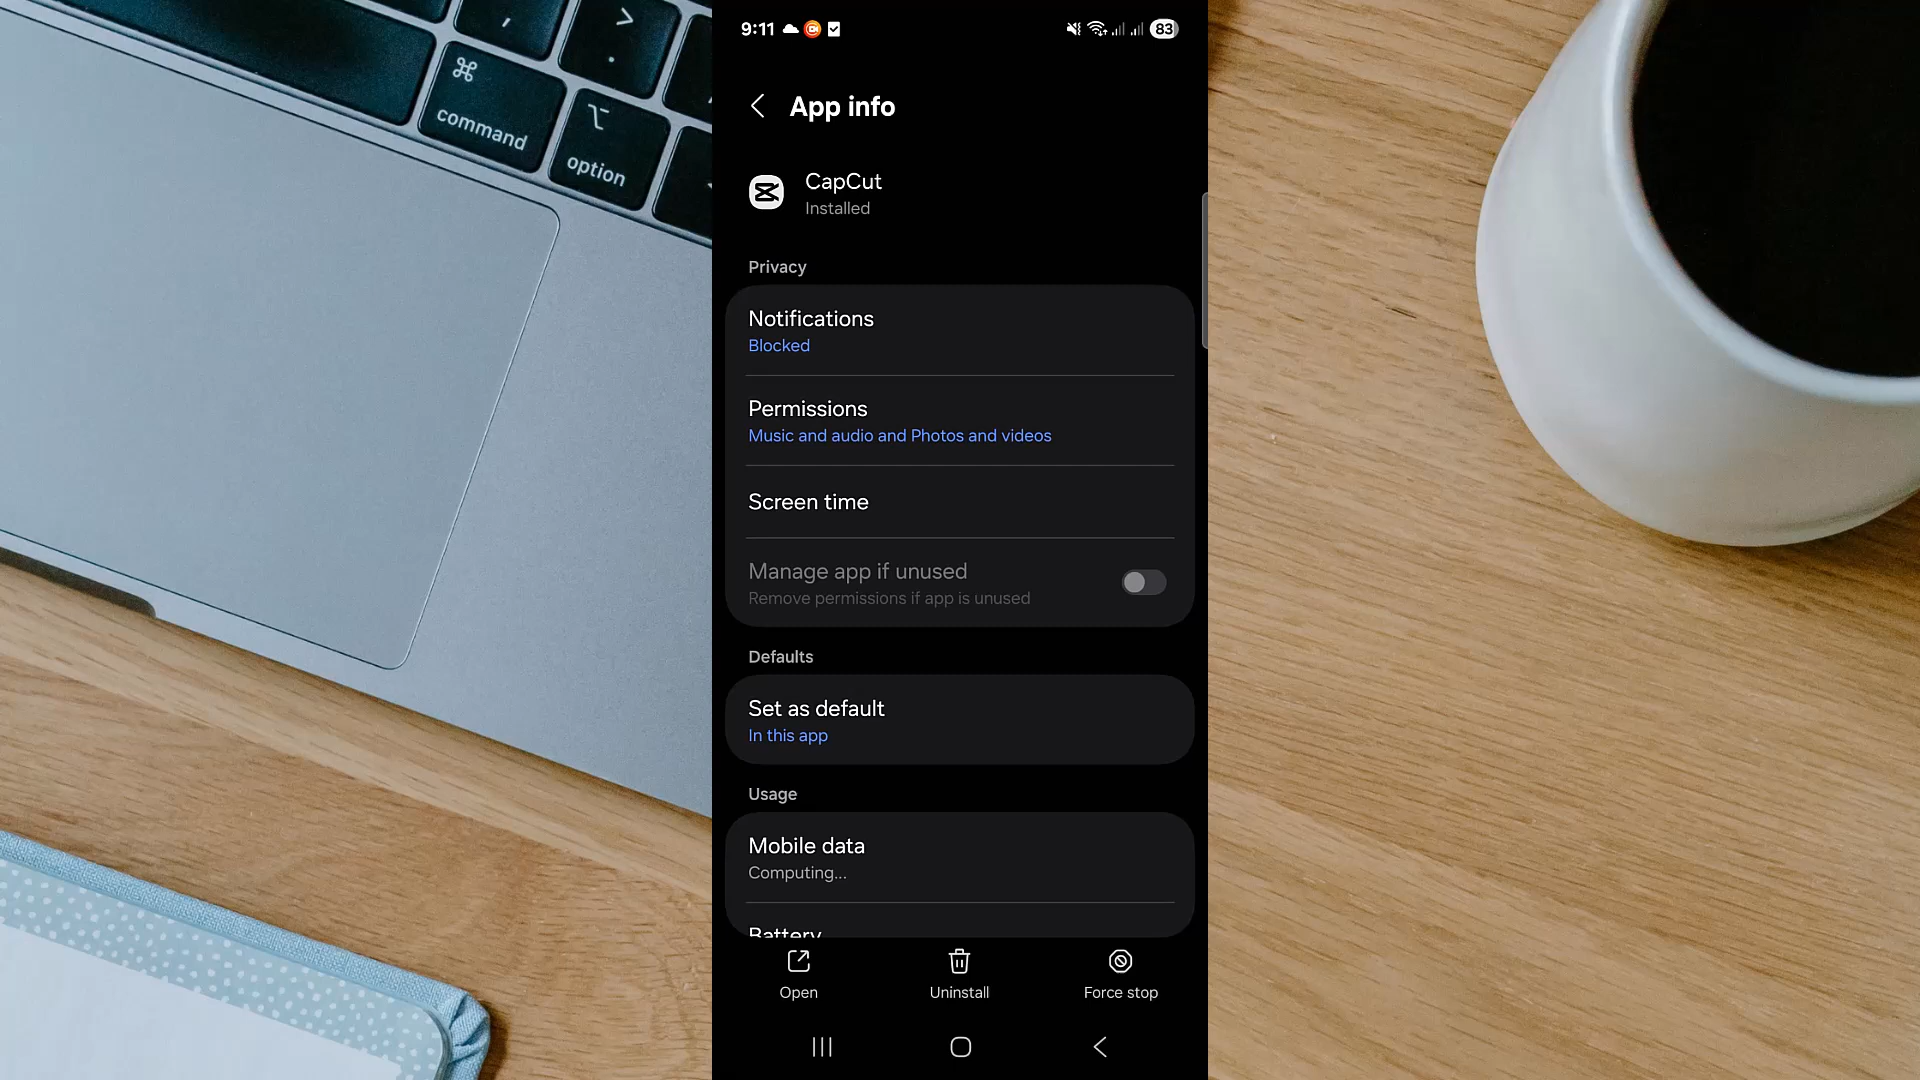 9:11
83
App info
CapCut
Installed
Privacy
Notifications
Blocked
Permissions
Music and audio and Photos and videos
Screen time
Manage app if unused
Remove permissions if app is unused
Defaults
Set as default
In this app
Usage
Mobile data
Computing...
Battery
Open
Uninstall
Force stop
⌘
command
⌥
option
,
>
.